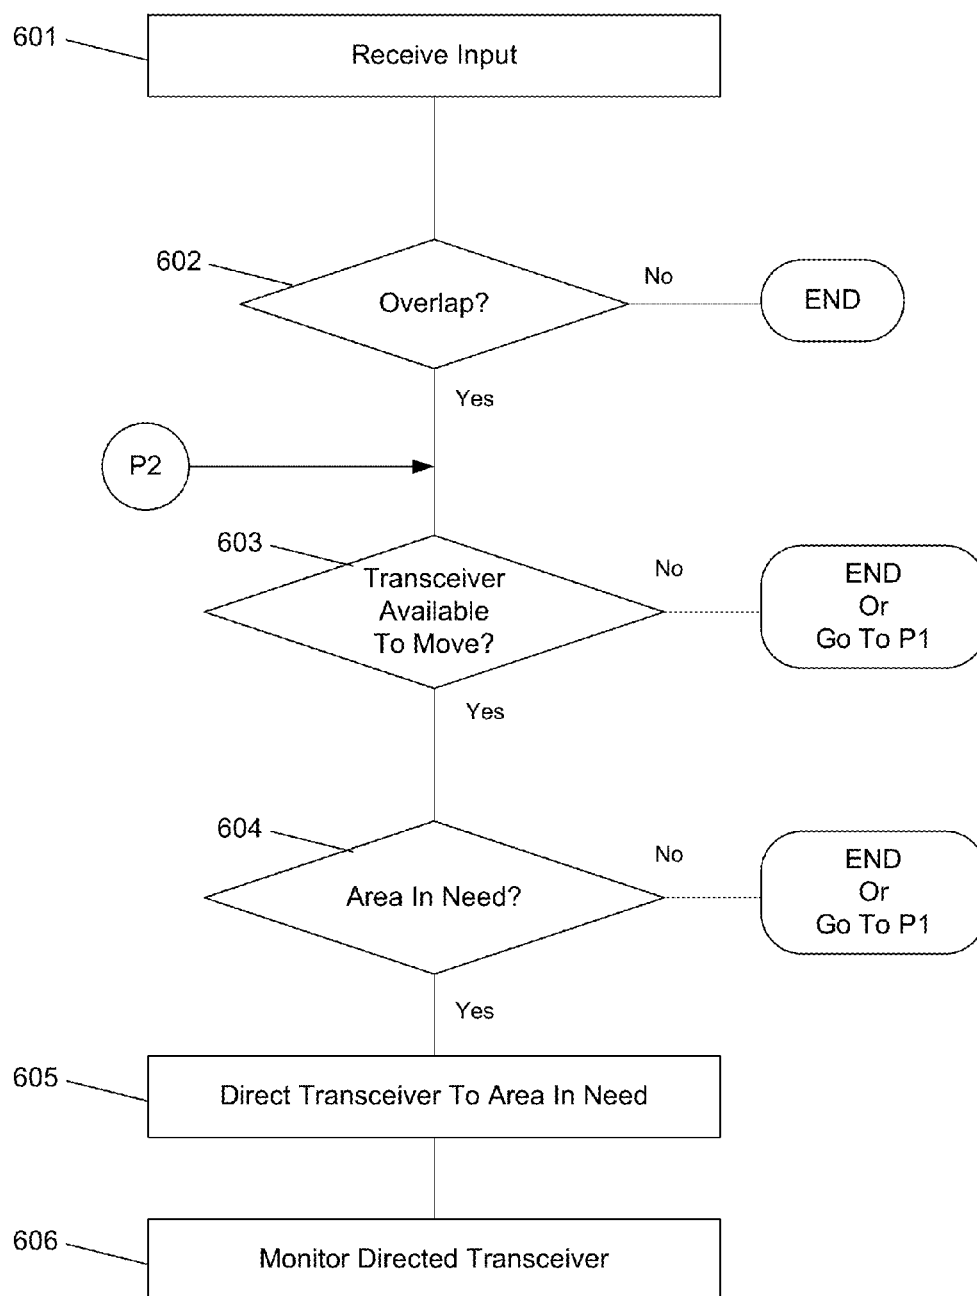 601
Receive Input
602
Overlap?
No
END
Yes
P2
603
Transceiver
Available
To Move?
No
END
Or
Go To P1
Yes
604
Area In Need?
No
END
Or
Go To P1
Yes
605
Direct Transceiver To Area In Need
606
Monitor Directed Transceiver